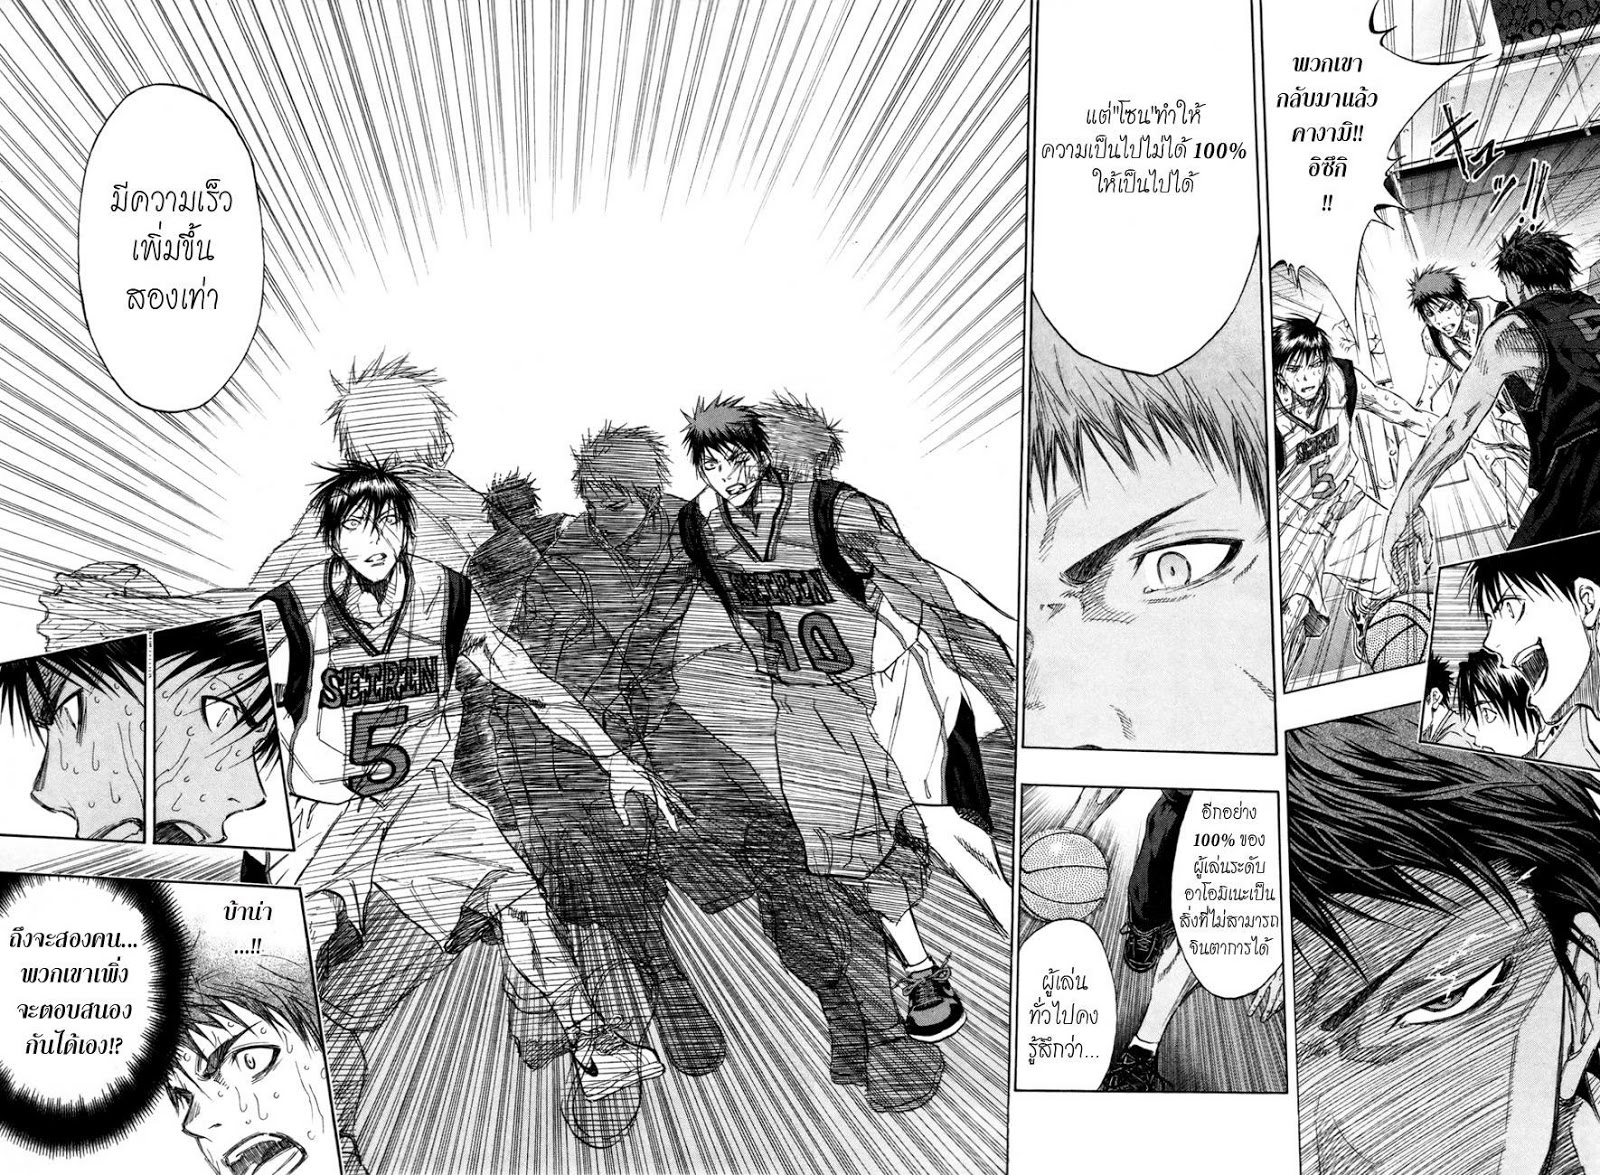 พวกเขา
กลับมาแล้ว
คางามิ!!
อิซึกิ
!!
キュ
ッ!!
SEIRIN
5
แต่"โซน"ทำให้
ความเป็นไปไม่ได้ 100%
ให้เป็นไปได้
อีกอย่าง
100% ของ
ผู้เล่นระดับ
อาโอมิเนะเป็น
สิ่งที่ไม่สามารถ
จินตาการได้
ผู้เล่น
ทั่วไปคง
รู้สึกว่า...
มีความเร็ว
เพิ่มขึ้น
สองเท่า
SEIRIN
10
SEIRIN
5
บ้าน่า
...!!
ถึงจะสองคน...
พวกเขาเพิ่ง
จะตอบสนอง
กันได้เอง!?